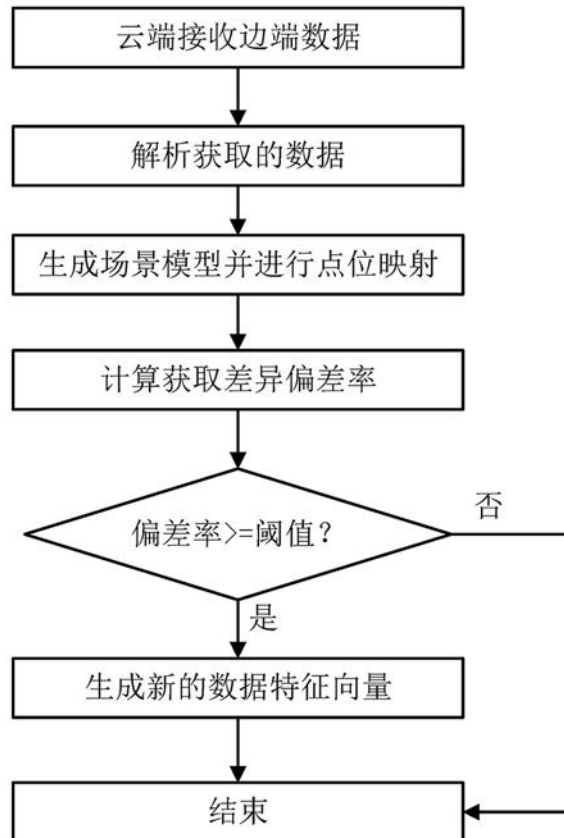 云端接收边端数据
解析获取的数据
生成场景模型并进行点位映射
计算获取差异偏差率
偏差率>=阈值？
否
是
生成新的数据特征向量
结束